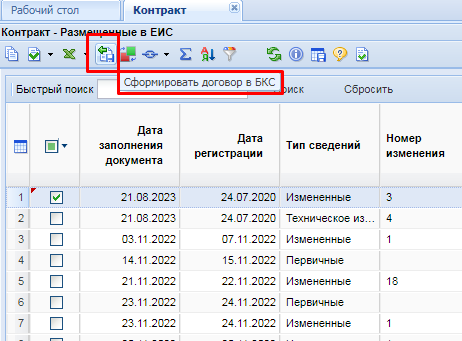 Рабочий стол Контракт
Контракт - Размещенные в ЕИС
Сформировать договор в БКС
Быстрый поиск Сбросить
Дата заполнения документа
Дата регистрации
Тип сведений
Номер изменения
1 21.08.2023 24.07.2020 Измененные 3
2 21.08.2023 24.07.2020 Техническое из... 4
3 03.11.2022 07.11.2022 Измененные 1
4 14.11.2022 15.11.2022 Первичные
5 21.11.2022 22.11.2022 Измененные 18
6 23.11.2022 24.11.2022 Первичные
7 23.11.2022 24.11.2022 Измененные 1